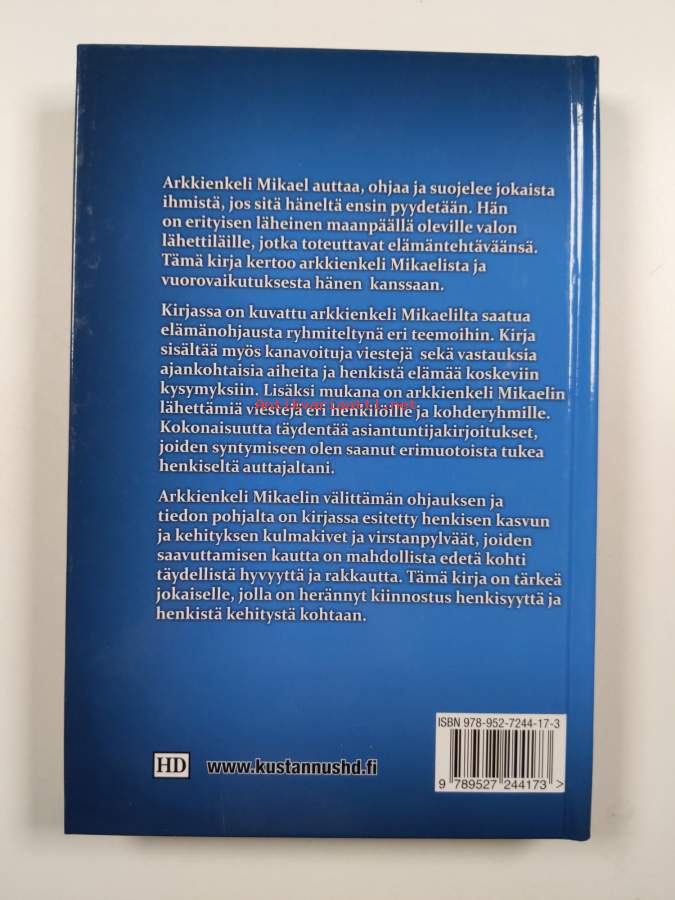 Arkkienkeli Mikael auttaa, ohjaa ja suojelee jokaista
ihmistä, jos sitä häneltä ensin pyydetään. Hän
on erityisen läheinen maanpäällä oleville valon
lähettiläille, jotka toteuttavat elämäntehtäväänsä.
Tämä kirja kertoo arkkienkeli Mikaelista ja
vuorovaikutuksesta hänen kanssaan.
Kirjassa on kuvattu arkkienkeli Mikaelilta saatua
elämänohjausta ryhmiteltynä eri teemoihin. Kirja
sisältää myös kanavoituja viestejä sekä vastauksia
ajankohtaisia aiheita ja henkistä elämää koskeviin
kysymyksiin. Lisäksi mukana on arkkienkeli Mikaelin
antikvariaatti.net
lähettämiä viestejä eri henkilöille ja kohderyhmille.
Kokonaisuutta täydentää asiantuntijakirjoitukset,
joiden syntymiseen olen saanut erimuotoista tukea
henkiseltä auttajaltani.
Arkkienkeli Mikaelin välittämän ohjauksen ja
tiedon pohjalta on kirjassa esitetty henkisen kasvun
ja kehityksen kulmakivet ja virstanpylväät, joiden
saavuttamisen kautta on mahdollista edetä kohti
täydellistä hyvyyttä ja rakkautta. Tämä kirja on tärkeä
jokaiselle, jolla on herännyt kiinnostus henkisyyttä ja
henkistä kehitystä kohtaan.
ISBN 978-952-7244-17-3
HD www.kustannushd.fi
9 789527 244173 >